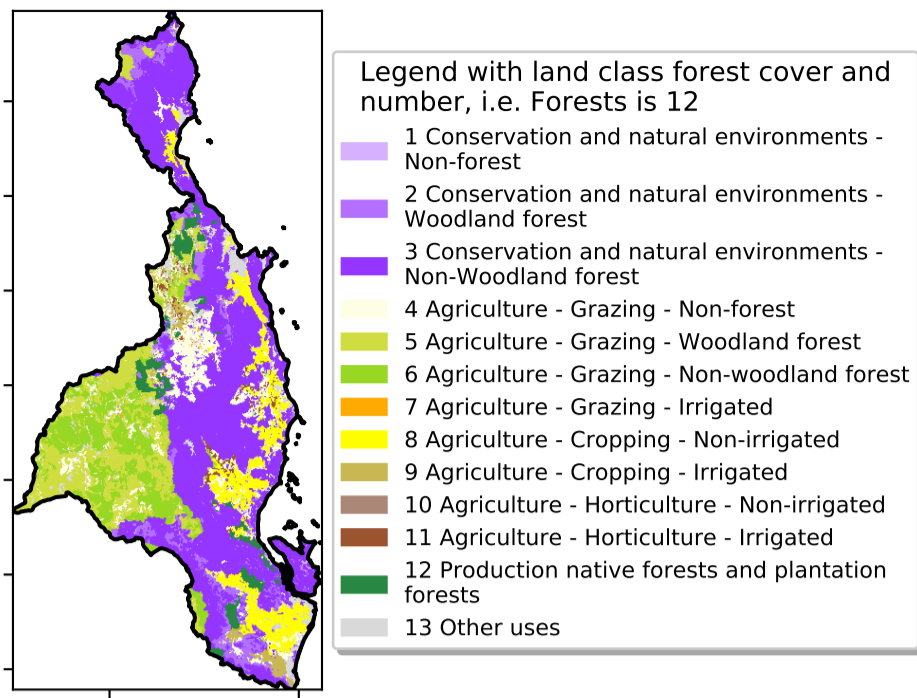 Legend with land class forest cover and
number, i.e. Forests is 12
1 Conservation and natural environments -
Non-forest
2 Conservation and natural environments -
Woodland forest
3 Conservation and natural environments -
Non-Woodland forest
4 Agriculture - Grazing - Non-forest
5 Agriculture - Grazing - Woodland forest
6 Agriculture - Grazing - Non-woodland forest
7 Agriculture - Grazing - Irrigated
8 Agriculture - Cropping - Non-irrigated
9 Agriculture - Cropping - Irrigated
10 Agriculture - Horticulture - Non-irrigated
11 Agriculture - Horticulture - Irrigated
12 Production native forests and plantation
forests
13 Other uses